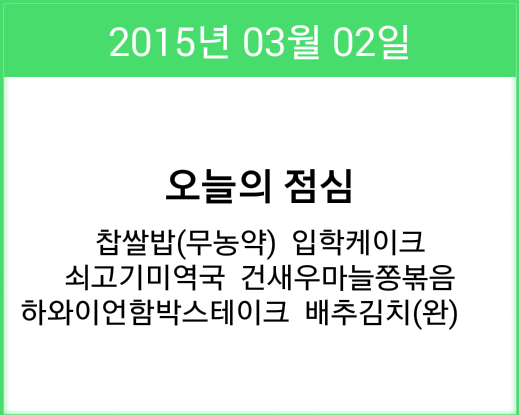 2015년 03월 02일
오늘의 점심
찹쌀밥(무농약) 입학케이크
쇠고기미역국 건새우마늘쫑볶음
하와이언함박스테이크 배추김치(완)